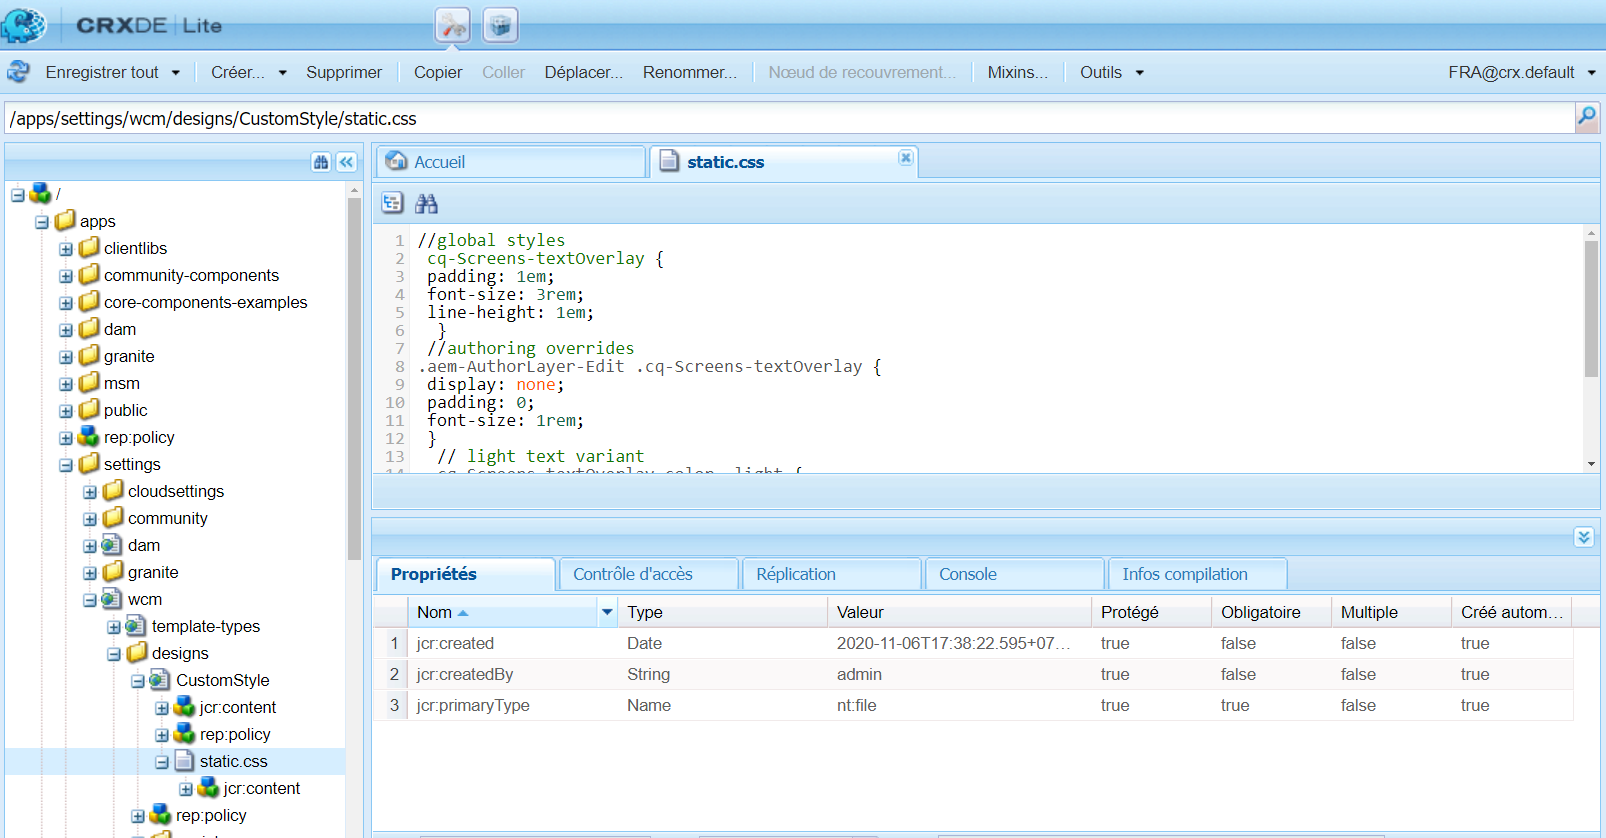 CRXDE | Lite
Enregistrer tout Créer... Supprimer Copier Coller Déplacer... Renommer... Nœud de recouvrement... Mixins... Outils FRA@crx.default
/apps/settings/wcm/designs/CustomStyle/static.css
/
apps
clientlibs
community-components
core-components-examples
dam
granite
msm
public
rep:policy
settings
cloudsettings
community
dam
granite
wcm
template-types
designs
CustomStyle
jcr:content
rep:policy
static.css
jcr:content
rep:policy
Accueil static.css
1 //global styles
2 cq-Screens-textOverlay {
3 padding: 1em;
4 font-size: 3rem;
5 line-height: 1em;
6 }
7 //authoring overrides
8 .aem-AuthorLayer-Edit .cq-Screens-textOverlay {
9 display: none;
10 padding: 0;
11 font-size: 1rem;
12 }
13 // light text variant
Propriétés Contrôle d'accès Réplication Console Infos compilation
Nom Type Valeur Protégé Obligatoire Multiple Créé autom...
1 jcr:created Date 2020-11-06T17:38:22.595+07... true false false true
2 jcr:createdBy String admin true false false true
3 jcr:primaryType Name nt:file true true false true